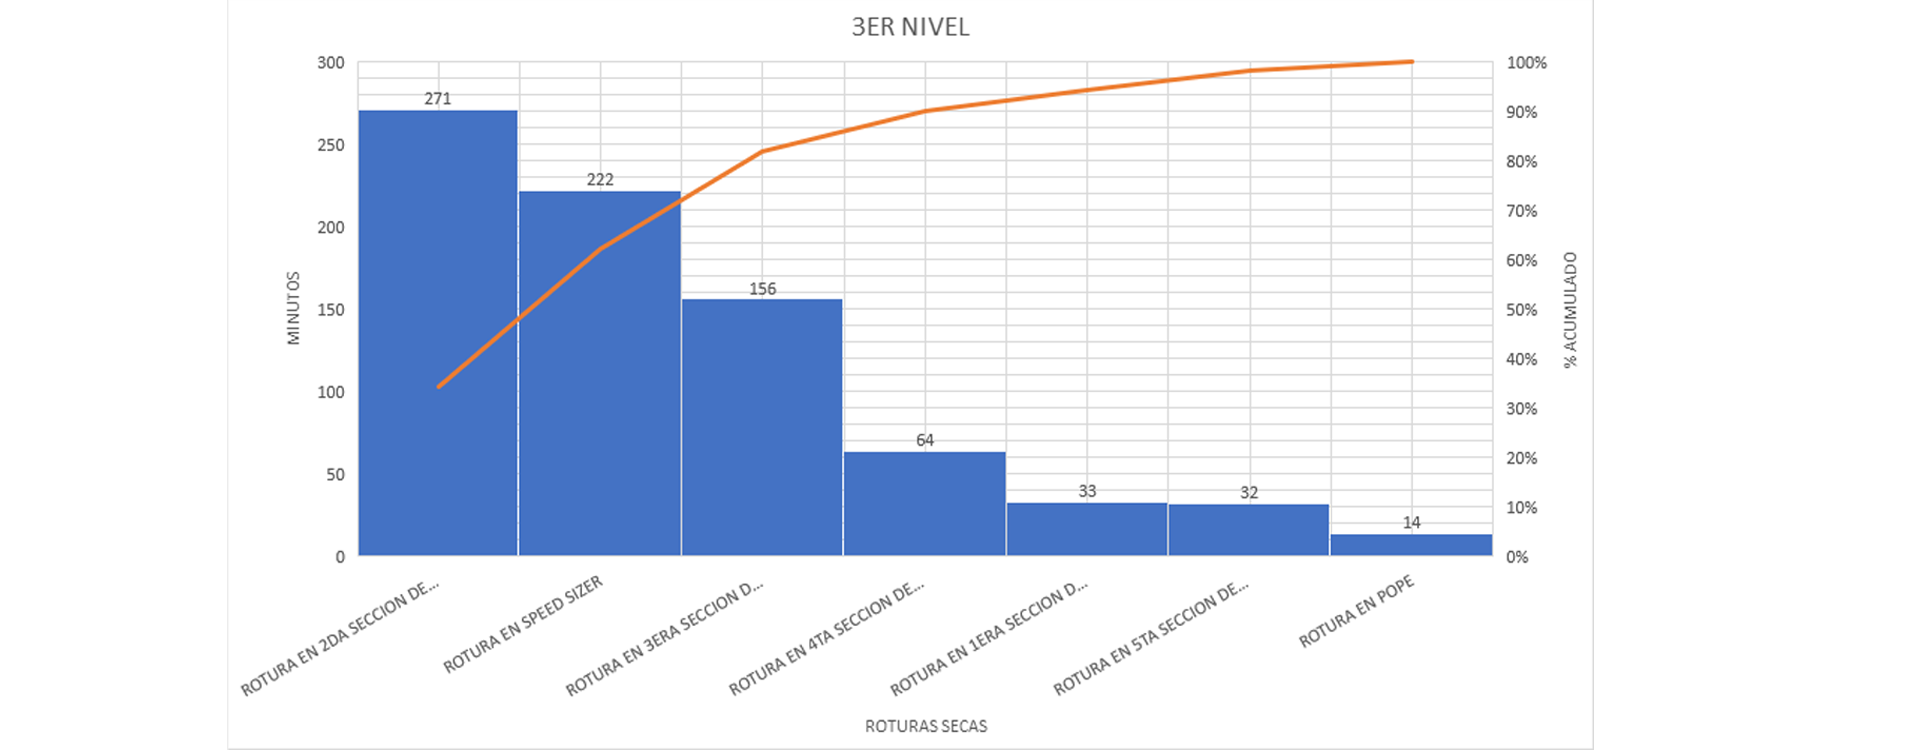 3ER NIVEL
300
250
200
150
100
50
0
MINUTOS
271
222
156
64
33
32
14
100%
90%
80%
70%
60%
50%
40%
30%
20%
10%
0%
% ACUMULADO
ROTURA EN 2DA SECCION DE...
ROTURA EN SPEED SIZER
ROTURA EN 3ERA SECCION D...
ROTURA EN 4TA SECCION DE...
ROTURA EN 1ERA SECCION D...
ROTURA EN 5TA SECCION DE...
ROTURA EN POPE
ROTURAS SECAS